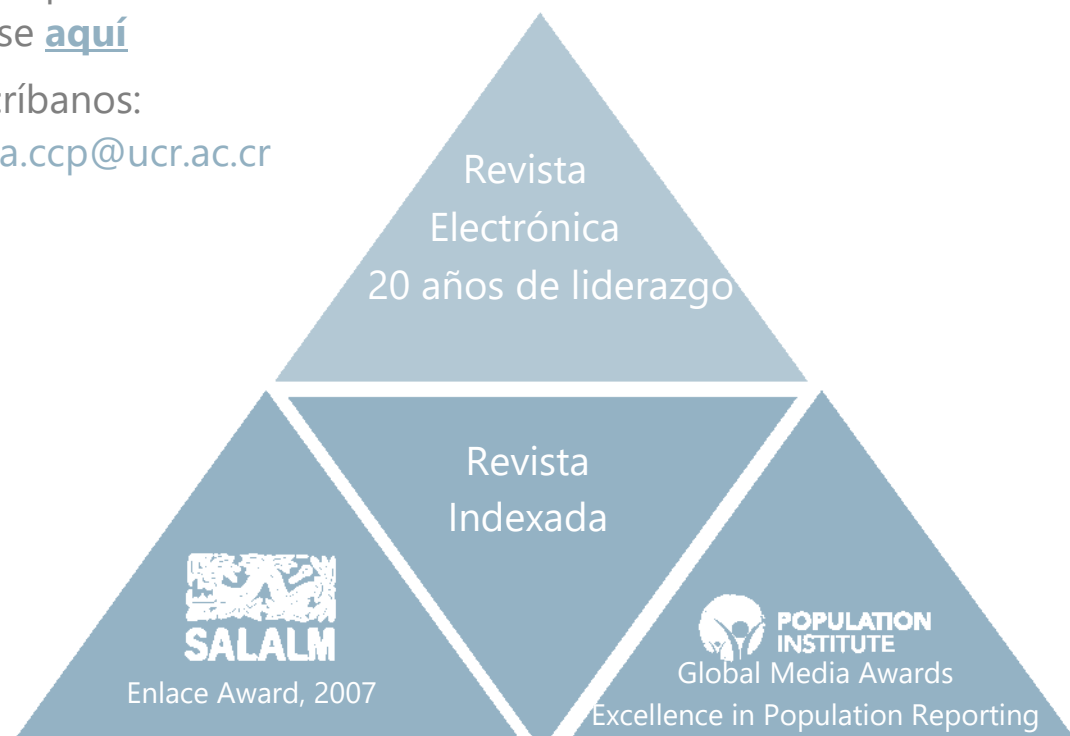 se aquí
críbanos:
a.ccp@ucr.ac.cr
Revista
Electrónica
20 años de liderazgo
Revista
Indexada
SALALM
Enlace Award, 2007
POPULATION
INSTITUTE
Global Media Awards
Excellence in Population Reporting